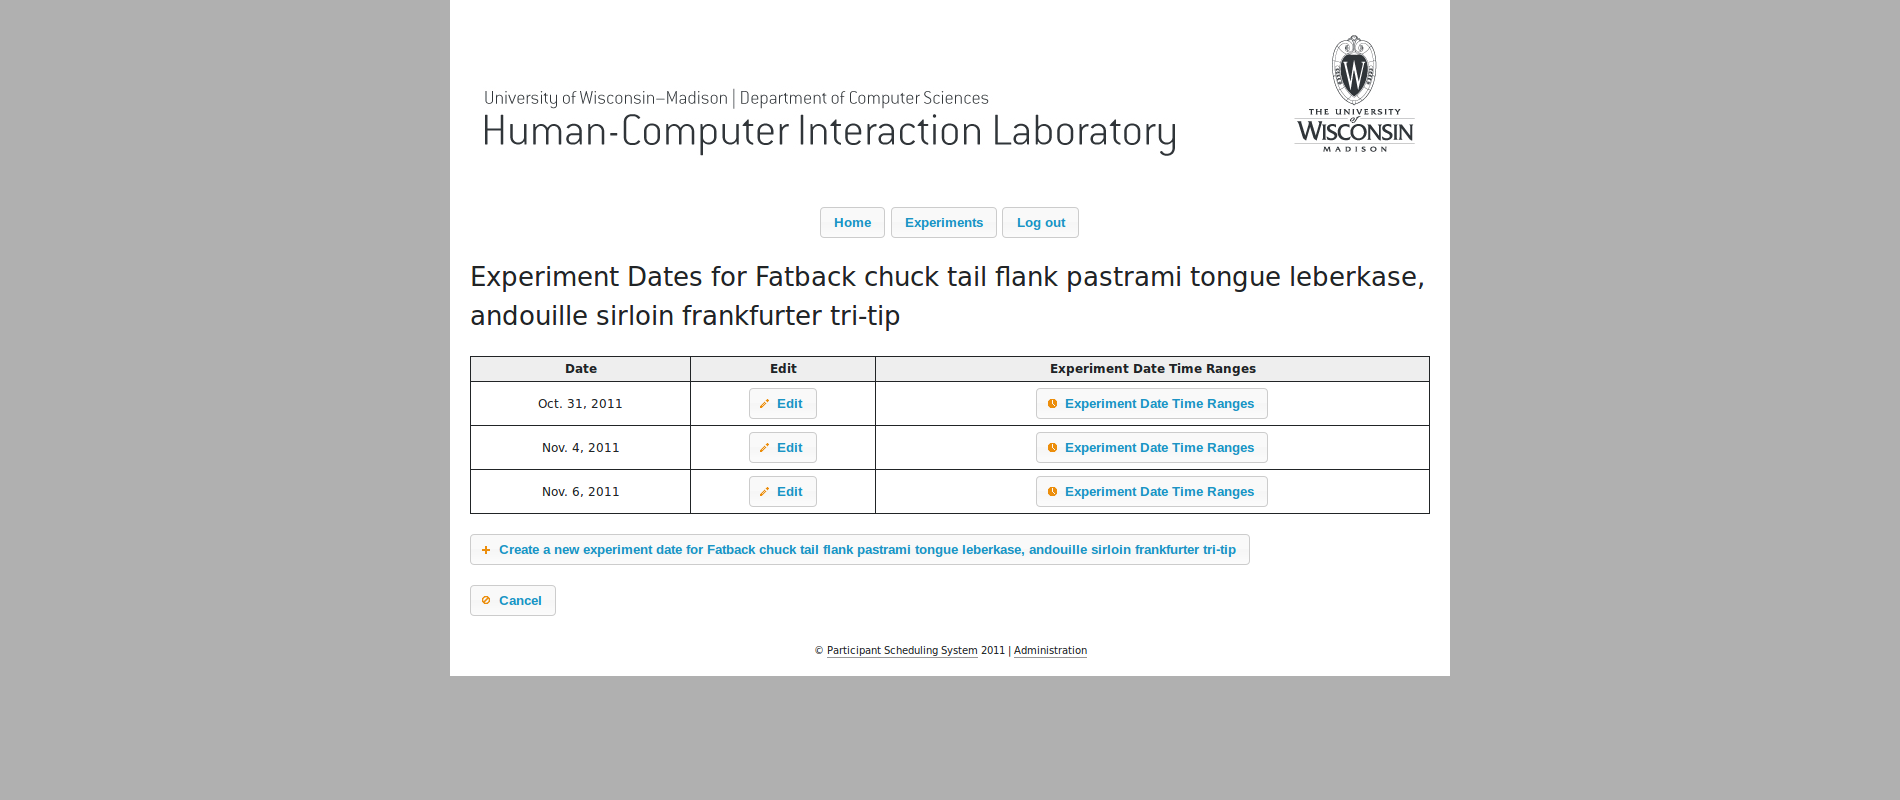 University of Wisconsin–Madison | Department of Computer Sciences
Human-Computer Interaction Laboratory
W
THE UNIVERSITY
of
WISCONSIN
MADISON
Home Experiments Log out
Experiment Dates for Fatback chuck tail flank pastrami tongue leberkase,
andouille sirloin frankfurter tri-tip
Date Edit Experiment Date Time Ranges
Oct. 31, 2011 Edit Experiment Date Time Ranges
Nov. 4, 2011 Edit Experiment Date Time Ranges
Nov. 6, 2011 Edit Experiment Date Time Ranges
Create a new experiment date for Fatback chuck tail flank pastrami tongue leberkase, andouille sirloin frankfurter tri-tip
Cancel
© Participant Scheduling System 2011 | Administration